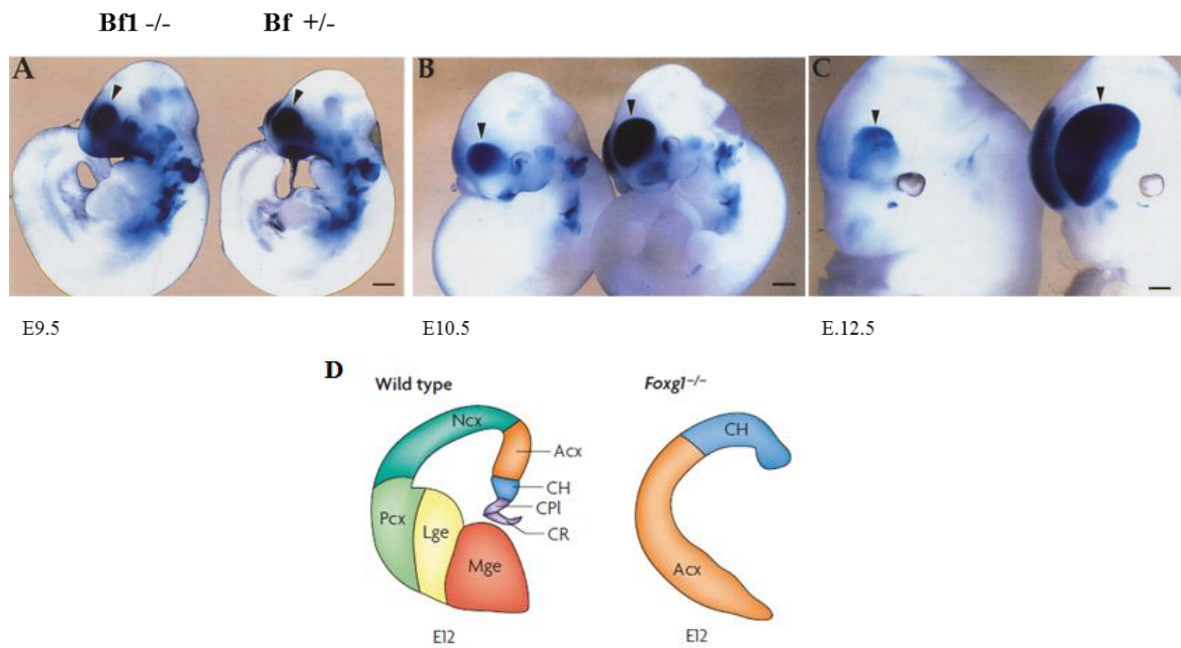 Bf1 -/- Bf +/-
A B C
E9.5 E10.5 E.12.5
D Wild type Foxg1-/-
Ncx CH
Acx
CH
CPl
Pcx Lge CR
Mge Acx
E12 E12